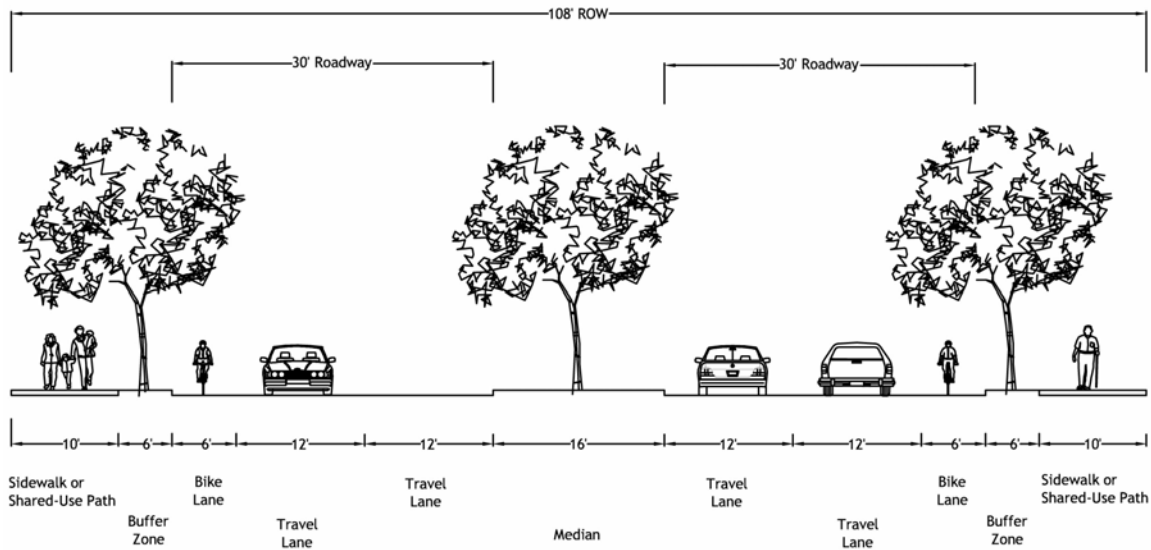 108' ROW
30' Roadway
30' Roadway
10'
6'
6'
12'
12'
16'
12'
12'
6'
6'
10'
Sidewalk or
Shared-Use Path
Buffer
Zone
Bike
Lane
Travel
Lane
Travel
Lane
Median
Travel
Lane
Travel
Lane
Bike
Lane
Buffer
Zone
Sidewalk or
Shared-Use Path